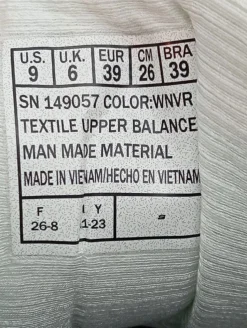 U.S. U.K. EUR CM BRA
9 6 39 26 39
SN 149057 COLOR:WNVR
TEXTILE UPPER BALANCE
MAN MADE MATERIAL
MADE IN VIETNAM/HECHO EN VIETNAM
F Y
26-8 1-23